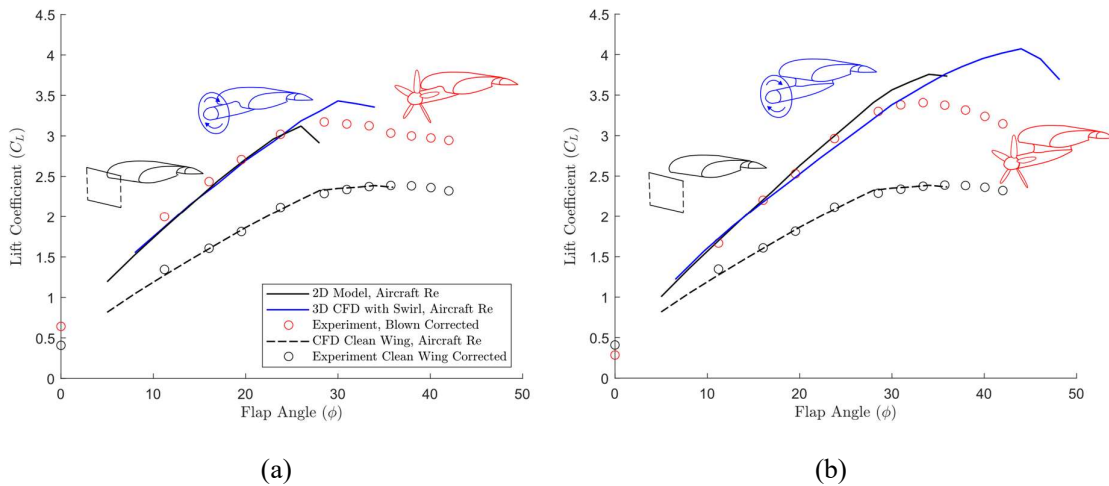 4.5
4
3.5
3
2.5
2
1.5
1
0.5
0
0 10 20 30 40 50
Lift Coefficient (C_L)
Flap Angle (ϕ)
2D Model, Aircraft Re
3D CFD with Swirl, Aircraft Re
Experiment, Blown Corrected
CFD Clean Wing, Aircraft Re
Experiment Clean Wing Corrected
(a)
4.5
4
3.5
3
2.5
2
1.5
1
0.5
0
0 10 20 30 40 50
Lift Coefficient (C_L)
Flap Angle (ϕ)
(b)